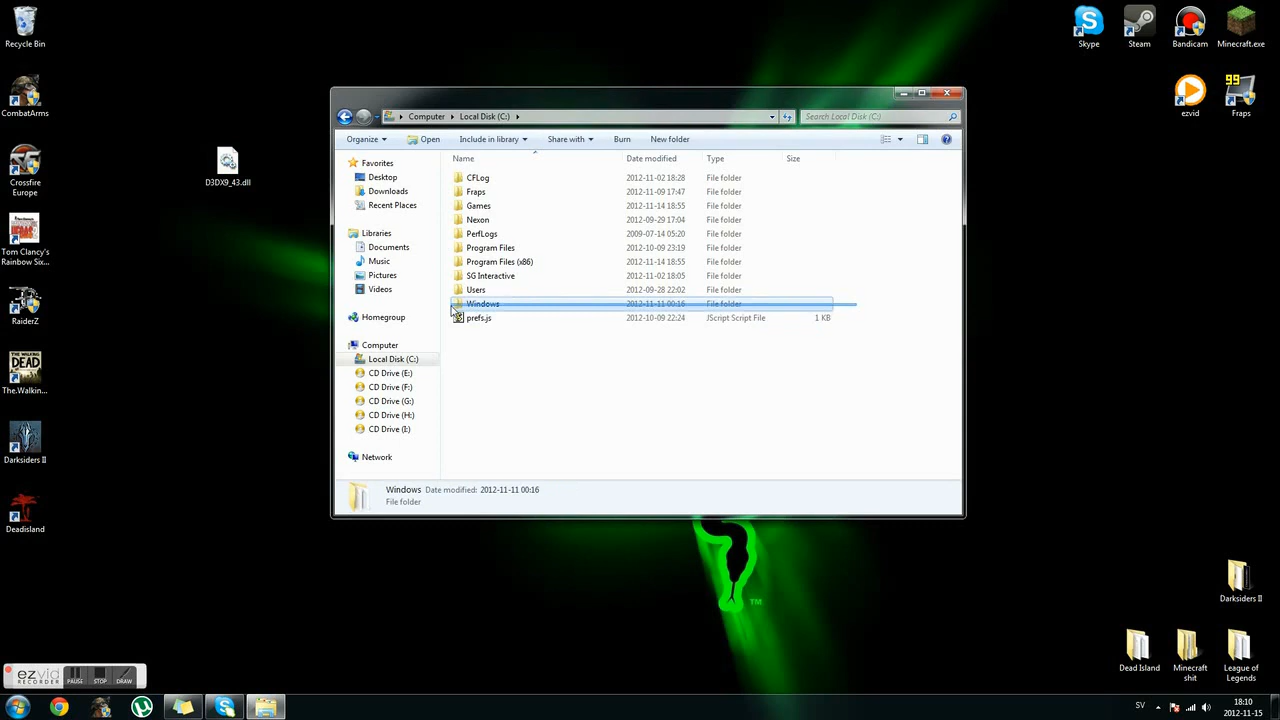 Recycle Bin
CombatArms
Crossfire
Europe
Tom Clancy's
Rainbow Six...
RaiderZ
The.Walkin...
Darksiders II
Deadisland
D3DX9_43.dll
Skype
Steam
Bandicam
Minecraft.exe
ezvid
99
Fraps
Computer Local Disk (C:)
Search Local Disk (C:)
Organize Open Include in library Share with Burn New folder
Favorites
Desktop
Downloads
Recent Places
Libraries
Documents
Music
Pictures
Videos
Homegroup
Computer
Local Disk (C:)
CD Drive (E:)
CD Drive (F:)
CD Drive (G:)
CD Drive (H:)
CD Drive (I:)
Network
Name Date modified Type Size
CFLog 2012-11-02 18:28 File folder
Fraps 2012-11-09 17:47 File folder
Games 2012-11-14 18:55 File folder
Nexon 2012-09-29 17:04 File folder
PerfLogs 2009-07-14 05:20 File folder
Program Files 2012-10-09 23:19 File folder
Program Files (x86) 2012-11-14 18:55 File folder
SG Interactive 2012-11-02 18:05 File folder
Users 2012-09-28 22:02 File folder
Windows 2012-11-11 00:16 File folder
prefs.js 2012-10-09 22:24 JScript Script File 1 KB
Windows Date modified: 2012-11-11 00:16
File folder
TM
Darksiders II
Dead Island
Minecraft
shit
League of
Legends
ezvid
RECORDER
PAUSE STOP DRAW
SV
18:10
2012-11-15